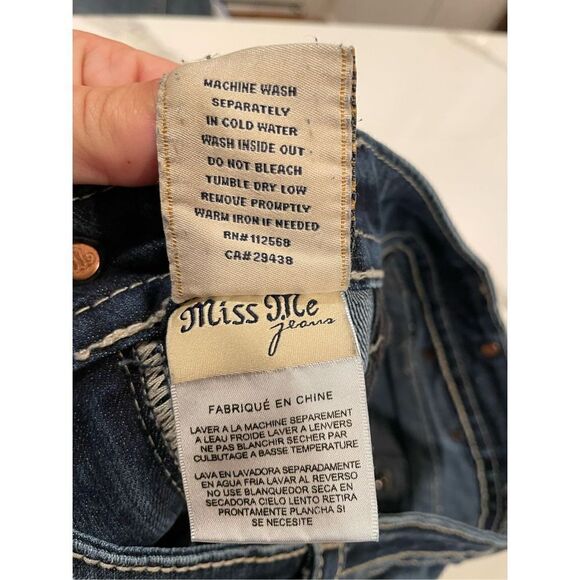 MACHINE WASH
SEPARATELY
IN COLD WATER
WASH INSIDE OUT
DO NOT BLEACH
TUMBLE DRY LOW
REMOVE PROMPTLY
WARM IRON IF NEEDED
RN#112568
CA#29438
Miss Me
jeans
FABRIQUÉ EN CHINE
LAVER A LA MACHINE SEPAREMENT
A LEAU FROIDE LAVER A LENVERS
NE PAS BLANCHIR SECHER PAR
CULBUTAGE A BASSE TEMPERATURE
LAVA EN LAVADORA SEPARADAMENTE
EN AGUA FRIA LAVAR AL REVERSO
NO USE BLANQUEDOR SECA EN
SECADORA CIELO LENTO RETIRA
PRONTAMENTE PLANCHA SI
SE NECESITE